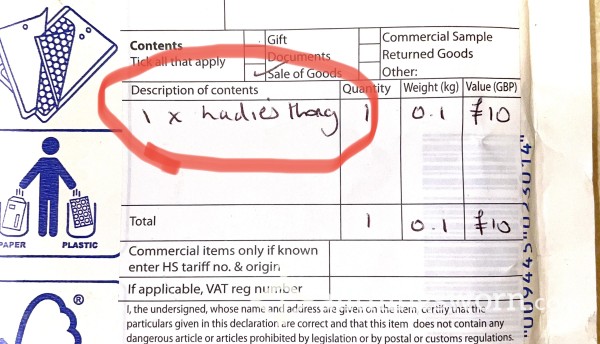 Contents
Tick all that apply
Gift
Documents
Sale of Goods
Commercial Sample
Returned Goods
Other:
Description of contents Quantity Weight (kg) Value (GBP)
1 x Ladies Thong 1 0.1 £10
Total 1 0.1 £10
Commercial items only if known
enter HS tariff no. & origin
If applicable, VAT reg number
I, the undersigned, whose name and address are given on the item, certify that the
particulars given in this declaration are correct and that this item does not contain any
dangerous article or articles prohibited by legislation or by postal or customs regulations.
PAPER PLASTIC
®